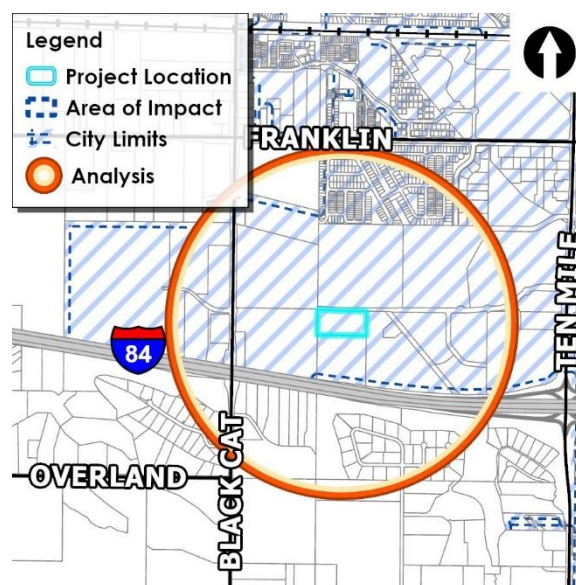 Legend
Project Location
Area of Impact
City Limits
Analysis
FRANKLIN
TEN MILE
84
BLACK CAT
OVERLAND